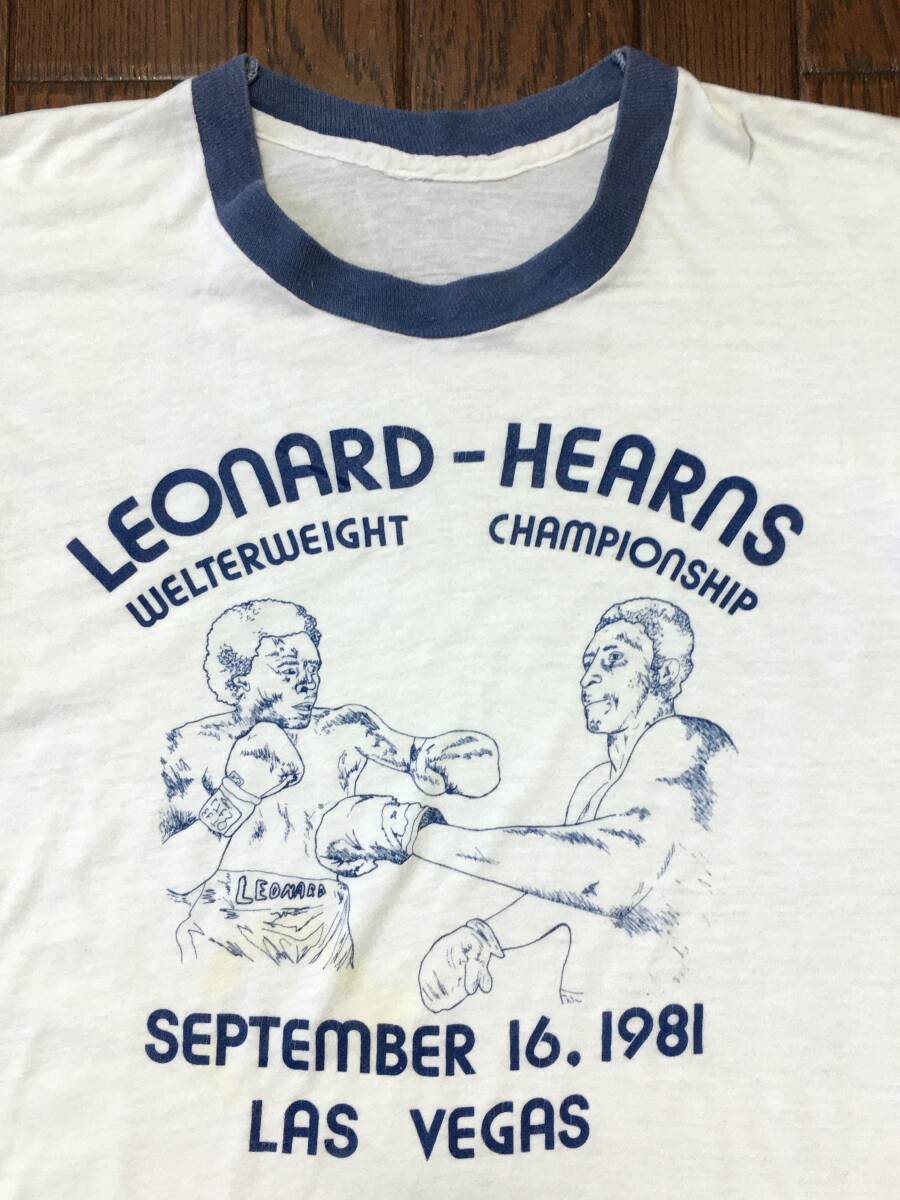 LEONARD - HEARNS
WELTERWEIGHT CHAMPIONSHIP
LEONARD
SEPTEMBER 16. 1981
LAS VEGAS